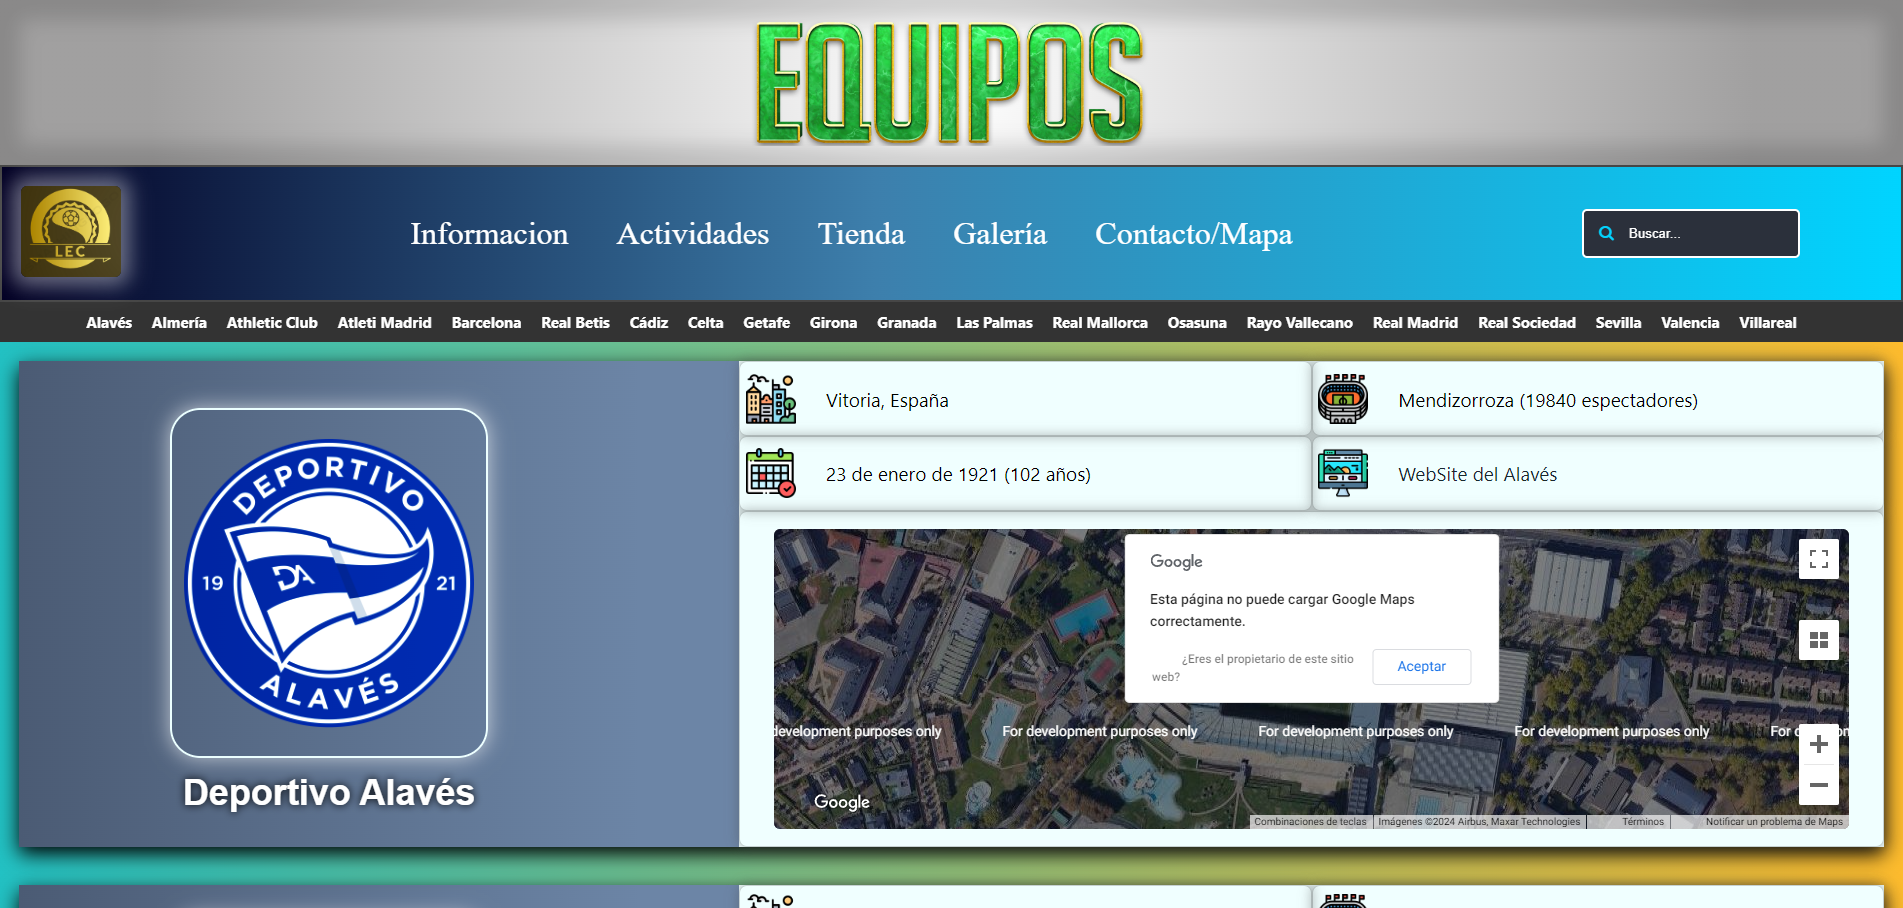 EQUIPOS
LEC
Informacion Actividades Tienda Galería Contacto/Mapa
Buscar...
Alavés Almería Athletic Club Atleti Madrid Barcelona Real Betis Cádiz Celta Getafe Girona Granada Las Palmas Real Mallorca Osasuna Rayo Vallecano Real Madrid Real Sociedad Sevilla Valencia Villareal
DEPORTIVO
19 21
DA
ALAVÉS
Deportivo Alavés
Vitoria, España
Mendizorroza (19840 espectadores)
23 de enero de 1921 (102 años)
WebSite del Alavés
Google
Esta página no puede cargar Google Maps
correctamente.
¿Eres el propietario de este sitio
web?
Aceptar
development purposes only For development purposes only For development purposes only For development purposes only For
Google
Combinaciones de teclas Imágenes ©2024 Airbus, Maxar Technologies Términos Notificar un problema de Maps